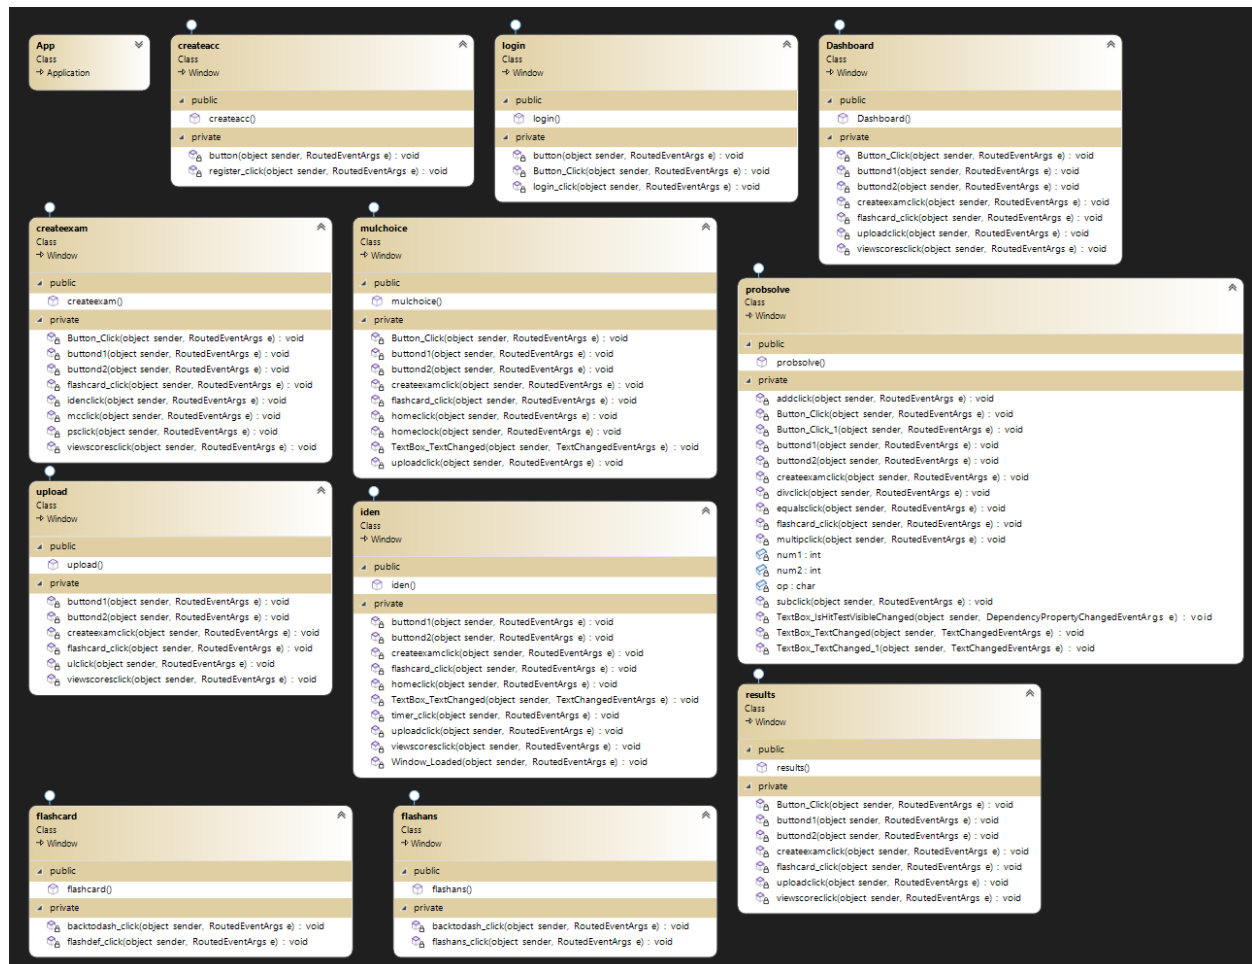 App
Class
Application
createacc
Class
Window
public
createacc()
private
button(object sender, RoutedEventArgs e) : void
register_click(object sender, RoutedEventArgs e) : void
login
Class
Window
public
login()
private
button(object sender, RoutedEventArgs e) : void
Button_Click(object sender, RoutedEventArgs e) : void
login_click(object sender, RoutedEventArgs e) : void
Dashboard
Class
Window
public
Dashboard()
private
Button_Click(object sender, RoutedEventArgs e) : void
buttond1(object sender, RoutedEventArgs e) : void
buttond2(object sender, RoutedEventArgs e) : void
createexamclick(object sender, RoutedEventArgs e) : void
flashcard_click(object sender, RoutedEventArgs e) : void
uploadclick(object sender, RoutedEventArgs e) : void
viewscoresclick(object sender, RoutedEventArgs e) : void
createexam
Class
Window
public
createexam()
private
Button_Click(object sender, RoutedEventArgs e) : void
buttond1(object sender, RoutedEventArgs e) : void
buttond2(object sender, RoutedEventArgs e) : void
flashcard_click(object sender, RoutedEventArgs e) : void
idenclick(object sender, RoutedEventArgs e) : void
mcclick(object sender, RoutedEventArgs e) : void
psclick(object sender, RoutedEventArgs e) : void
viewscoresclick(object sender, RoutedEventArgs e) : void
mulchoice
Class
Window
public
mulchoice()
private
Button_Click(object sender, RoutedEventArgs e) : void
buttond1(object sender, RoutedEventArgs e) : void
buttond2(object sender, RoutedEventArgs e) : void
createexamclick(object sender, RoutedEventArgs e) : void
flashcard_click(object sender, RoutedEventArgs e) : void
homeclick(object sender, RoutedEventArgs e) : void
homeclock(object sender, RoutedEventArgs e) : void
TextBox_TextChanged(object sender, TextChangedEventArgs e) : void
uploadclick(object sender, RoutedEventArgs e) : void
probsolve
Class
Window
public
probsolve()
private
addclick(object sender, RoutedEventArgs e) : void
Button_Click(object sender, RoutedEventArgs e) : void
Button_Click_1(object sender, RoutedEventArgs e) : void
buttond1(object sender, RoutedEventArgs e) : void
buttond2(object sender, RoutedEventArgs e) : void
createexamclick(object sender, RoutedEventArgs e) : void
divclick(object sender, RoutedEventArgs e) : void
equalsclick(object sender, RoutedEventArgs e) : void
flashcard_click(object sender, RoutedEventArgs e) : void
multipclick(object sender, RoutedEventArgs e) : void
num1 : int
num2 : int
op : char
subclick(object sender, RoutedEventArgs e) : void
TextBox_IsHitTestVisibleChanged(object sender, DependencyPropertyChangedEventArgs e) : void
TextBox_TextChanged(object sender, TextChangedEventArgs e) : void
TextBox_TextChanged_1(object sender, TextChangedEventArgs e) : void
upload
Class
Window
public
upload()
private
buttond1(object sender, RoutedEventArgs e) : void
buttond2(object sender, RoutedEventArgs e) : void
createexamclick(object sender, RoutedEventArgs e) : void
flashcard_click(object sender, RoutedEventArgs e) : void
ulclick(object sender, RoutedEventArgs e) : void
viewscoresclick(object sender, RoutedEventArgs e) : void
iden
Class
Window
public
iden()
private
buttond1(object sender, RoutedEventArgs e) : void
buttond2(object sender, RoutedEventArgs e) : void
createexamclick(object sender, RoutedEventArgs e) : void
flashcard_click(object sender, RoutedEventArgs e) : void
homeclick(object sender, RoutedEventArgs e) : void
TextBox_TextChanged(object sender, TextChangedEventArgs e) : void
timer_click(object sender, RoutedEventArgs e) : void
uploadclick(object sender, RoutedEventArgs e) : void
viewscoresclick(object sender, RoutedEventArgs e) : void
Window_Loaded(object sender, RoutedEventArgs e) : void
results
Class
Window
public
results()
private
Button_Click(object sender, RoutedEventArgs e) : void
buttond1(object sender, RoutedEventArgs e) : void
buttond2(object sender, RoutedEventArgs e) : void
createexamclick(object sender, RoutedEventArgs e) : void
flashcard_click(object sender, RoutedEventArgs e) : void
uploadclick(object sender, RoutedEventArgs e) : void
viewscoreclick(object sender, RoutedEventArgs e) : void
flashcard
Class
Window
public
flashcard()
private
backtodash_click(object sender, RoutedEventArgs e) : void
flashdef_click(object sender, RoutedEventArgs e) : void
flashans
Class
Window
public
flashans()
private
backtodash_click(object sender, RoutedEventArgs e) : void
flashans_click(object sender, RoutedEventArgs e) : void